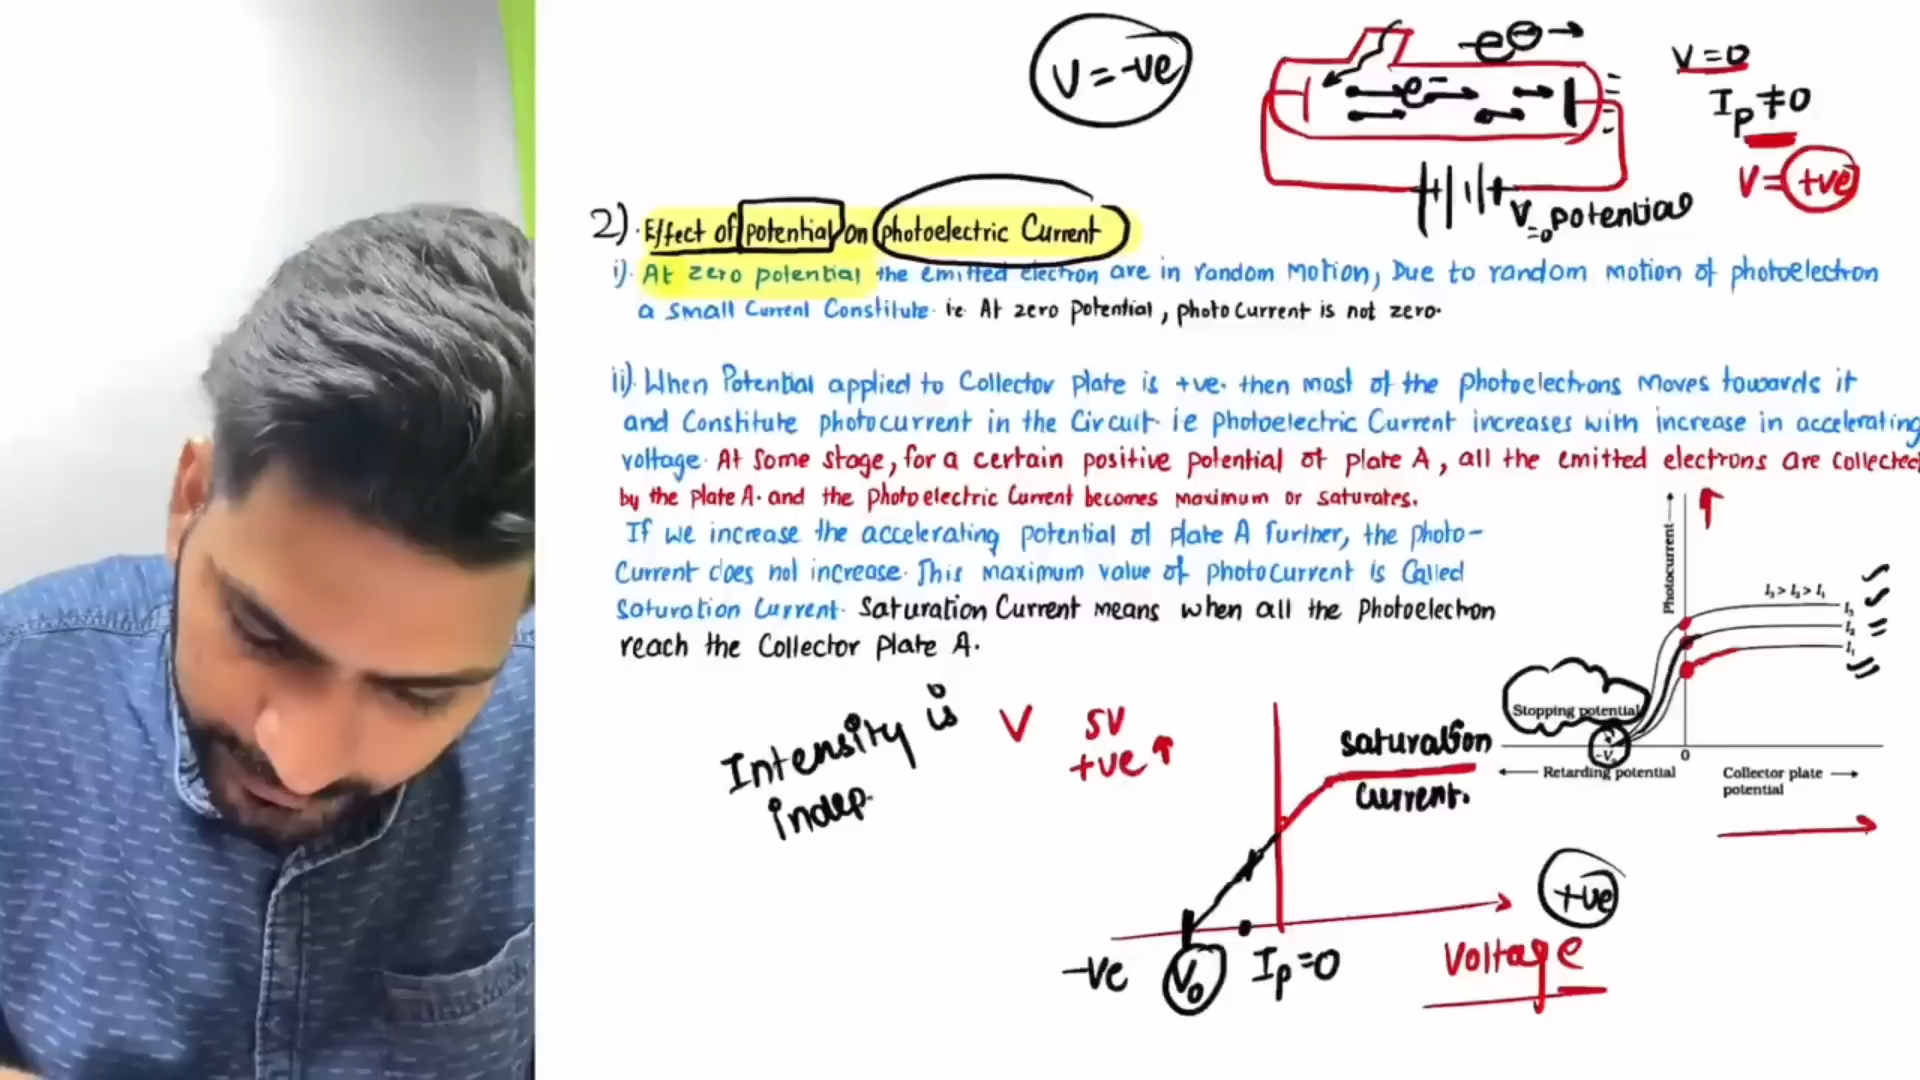 V = -ve
-e ⊖ →
V=0
e-
Ip ≠ 0
V= +ve
V=0 potential
2). Effect of potential on photoelectric Current
i). At zero potential the emitted electron are in random motion, Due to random motion of photoelectron
a small current Constitute. ie At zero potential, photo current is not zero.
ii). When Potential applied to Collector plate is +ve. then most of the photoelectrons moves towards it
and Constitute photocurrent in the Circuit. ie photoelectric Current increases with increase in accelerating
voltage. At some stage, for a certain positive potential of plate A, all the emitted electrons are collected
by the plate A. and the photoelectric current becomes maximum or saturates.
If we increase the accelerating potential of plate A further, the photo-
Current does not increase. This maximum value of photocurrent is Called
Saturation Current. Saturation Current means when all the photoelectron
reach the Collector plate A.
Photocurrent →
I₃ > I₂ > I₁
I₃
I₂
I₁
Stopping potential
-V₀
0
← Retarding potential
Collector plate →
potential
Intensity is
indep.
V
5V
+ve ↑
saturation
current.
+ve
-ve
V₀
Ip=0
Voltage